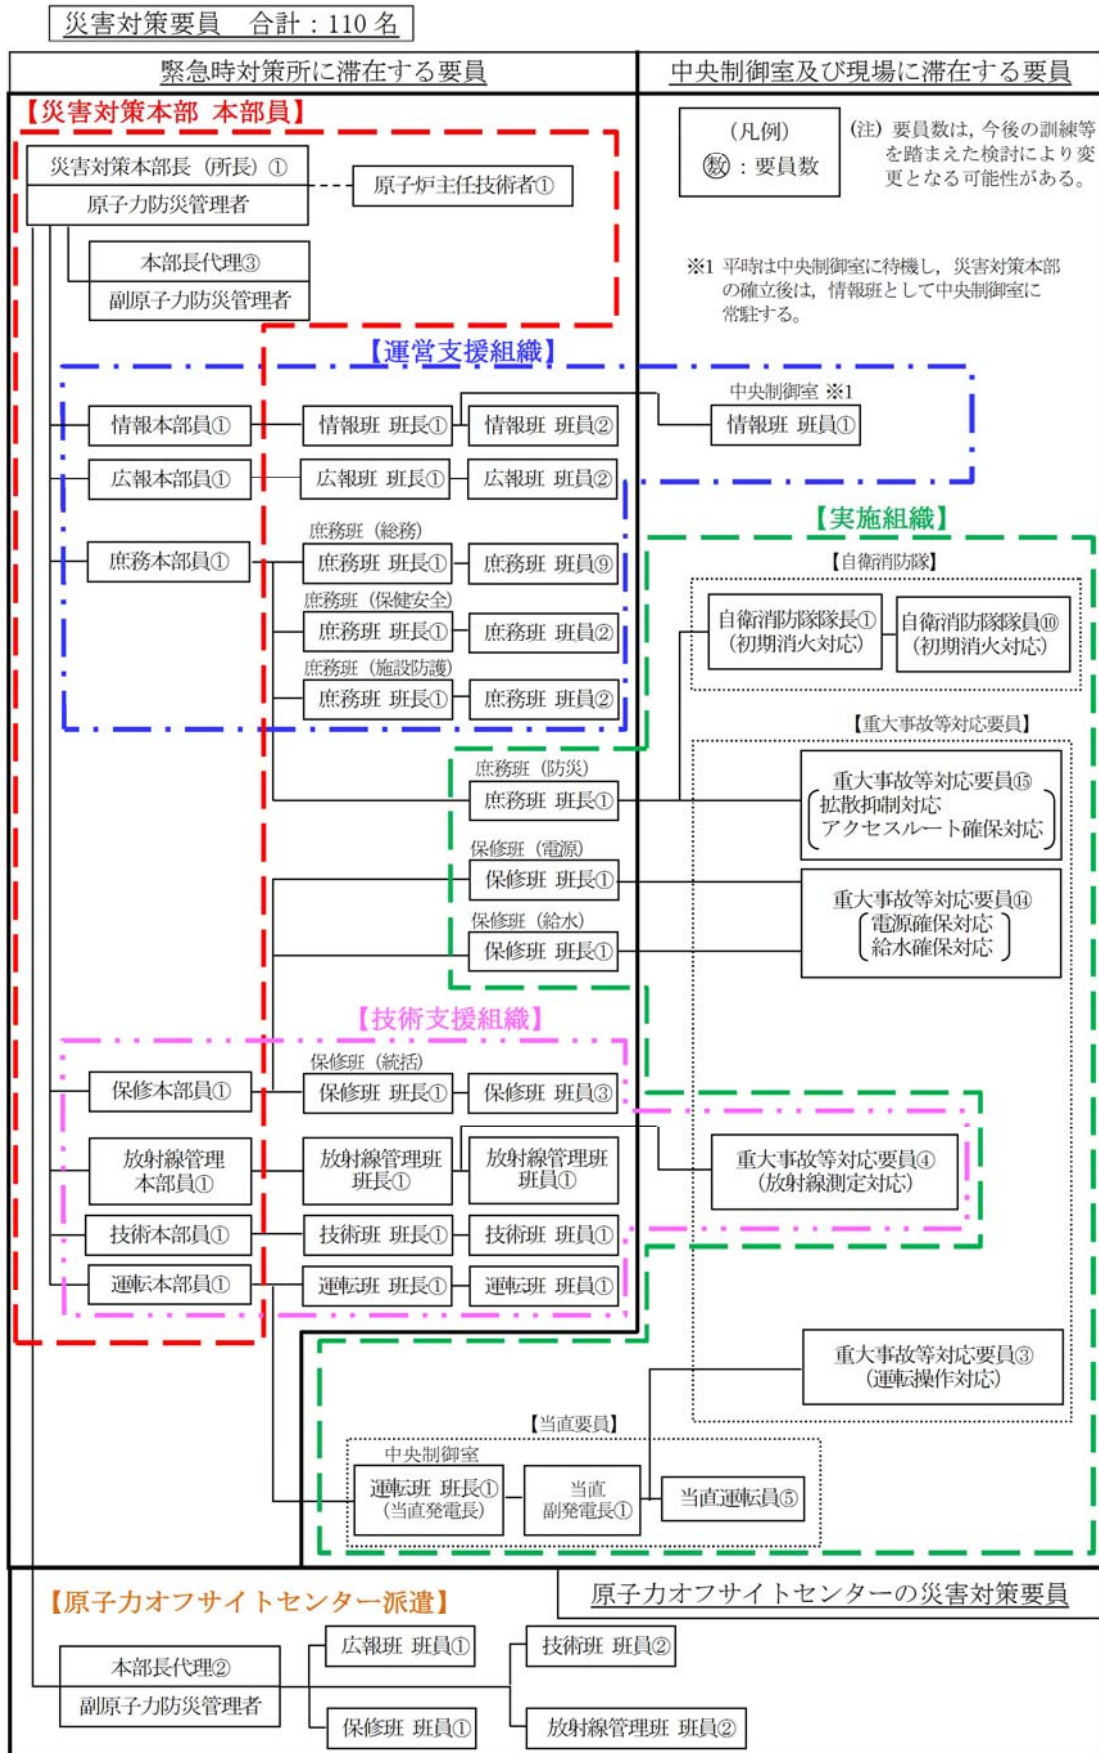 災害対策要員　合計：110 名
緊急時対策所に滞在する要員
中央制御室及び現場に滞在する要員
【災害対策本部 本部員】
災害対策本部長（所長）①
原子力防災管理者
原子炉主任技術者①
本部長代理③
副原子力防災管理者
（凡例）
数：要員数
(注) 要員数は，今後の訓練等
を踏まえた検討により変
更となる可能性がある。
※1 平時は中央制御室に待機し，災害対策本部
の確立後は，情報班として中央制御室に
常駐する。
【運営支援組織】
中央制御室 ※1
情報本部員①
情報班 班長①
情報班 班員②
情報班 班員①
広報本部員①
広報班 班長①
広報班 班員②
庶務班（総務）
庶務本部員①
庶務班 班長①
庶務班 班員⑨
庶務班（保健安全）
庶務班 班長①
庶務班 班員②
庶務班（施設防護）
庶務班 班長①
庶務班 班員②
【実施組織】
【自衛消防隊】
自衛消防隊隊長①
(初期消火対応)
自衛消防隊隊員⑩
(初期消火対応)
【重大事故等対応要員】
庶務班（防災）
庶務班 班長①
重大事故等対応要員⑮
拡散抑制対応
アクセスルート確保対応
保修班（電源）
保修班 班長①
保修班（給水）
保修班 班長①
重大事故等対応要員⑭
電源確保対応
給水確保対応
【技術支援組織】
保修班（統括）
保修本部員①
保修班 班長①
保修班 班員③
放射線管理
本部員①
放射線管理班
班長①
放射線管理班
班員①
重大事故等対応要員④
(放射線測定対応)
技術本部員①
技術班 班長①
技術班 班員①
運転本部員①
運転班 班長①
運転班 班員①
重大事故等対応要員③
(運転操作対応)
【当直要員】
中央制御室
運転班 班長①
(当直発電長)
当直
副発電長①
当直運転員⑤
【原子力オフサイトセンター派遣】
原子力オフサイトセンターの災害対策要員
本部長代理②
副原子力防災管理者
広報班 班員①
技術班 班員②
保修班 班員①
放射線管理班 班員②